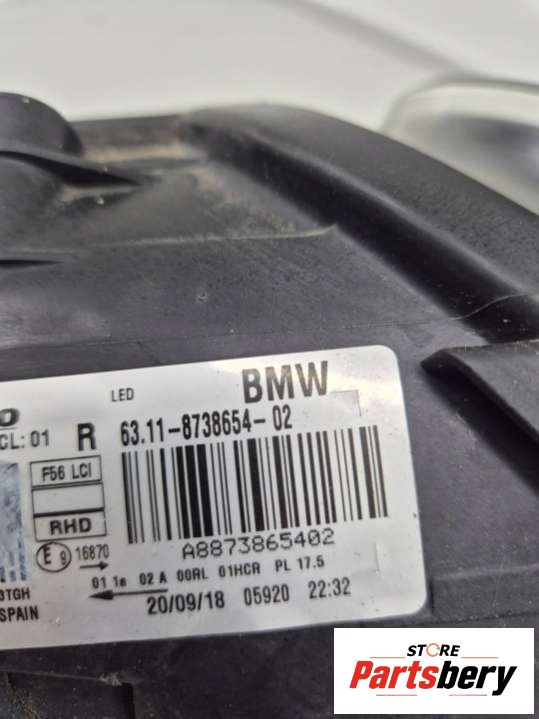 LED BMW
O
CL: 01 R 63.11-8738654-02
F56 LCI
RHD
A8873865402
E 9 16870
01 1a 02 A 00RL 01HCR PL 17.5
3TGH
SPAIN
20/09/18 05920 22:32
STORE
Partsbery